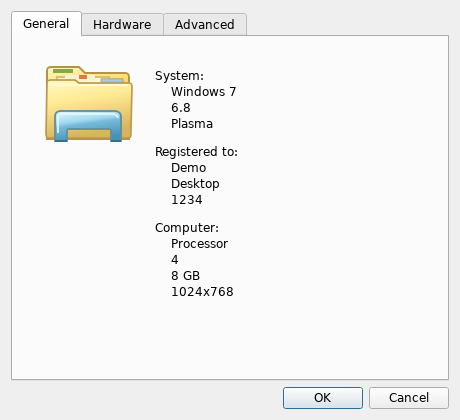 General Hardware Advanced
System:
Windows 7
6.8
Plasma
Registered to:
Demo
Desktop
1234
Computer:
Processor
4
8 GB
1024x768
OK Cancel